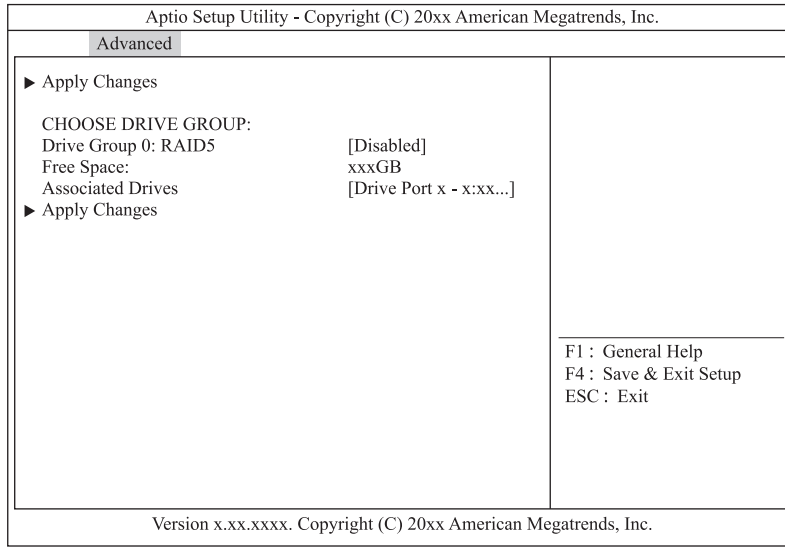 Aptio Setup Utility - Copyright (C) 20xx American Megatrends, Inc.
Advanced
▶ Apply Changes
CHOOSE DRIVE GROUP:
Drive Group 0: RAID5 [Disabled]
Free Space: xxxGB
Associated Drives [Drive Port x - x:xx...]
▶ Apply Changes
F1 : General Help
F4 : Save & Exit Setup
ESC : Exit
Version x.xx.xxxx. Copyright (C) 20xx American Megatrends, Inc.